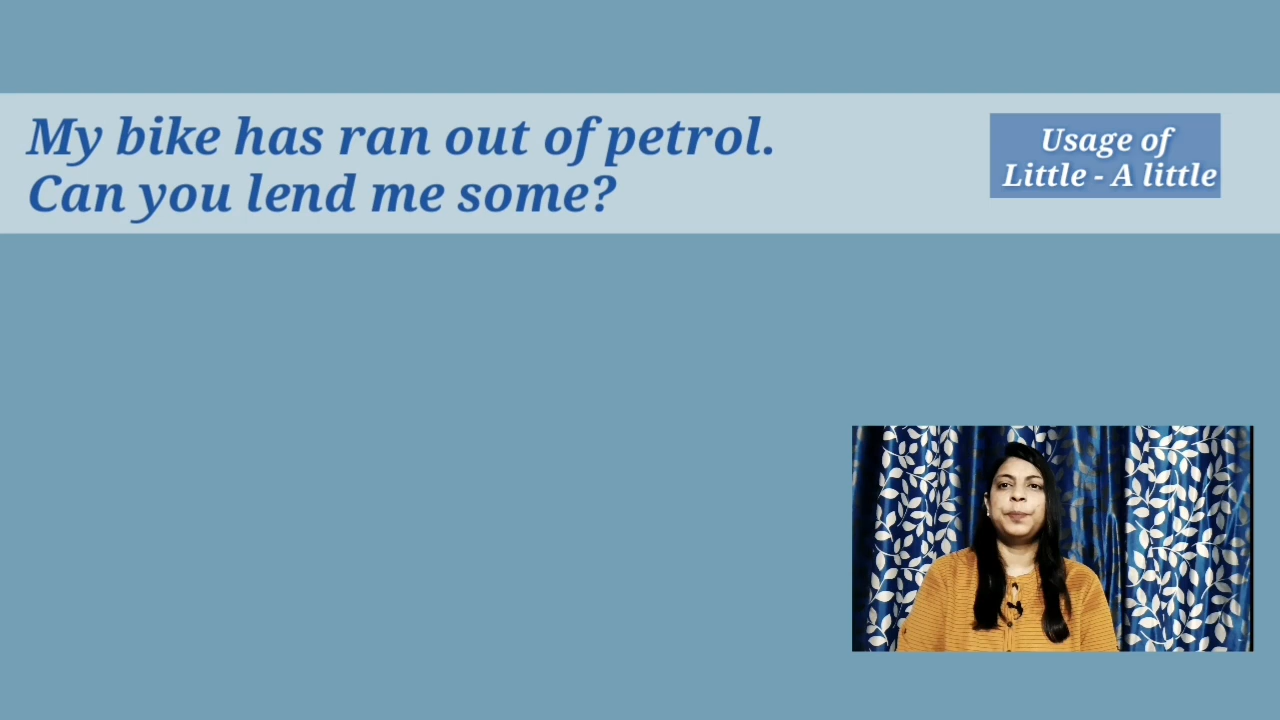 My bike has ran out of petrol.
Can you lend me some?
Usage of
Little - A little